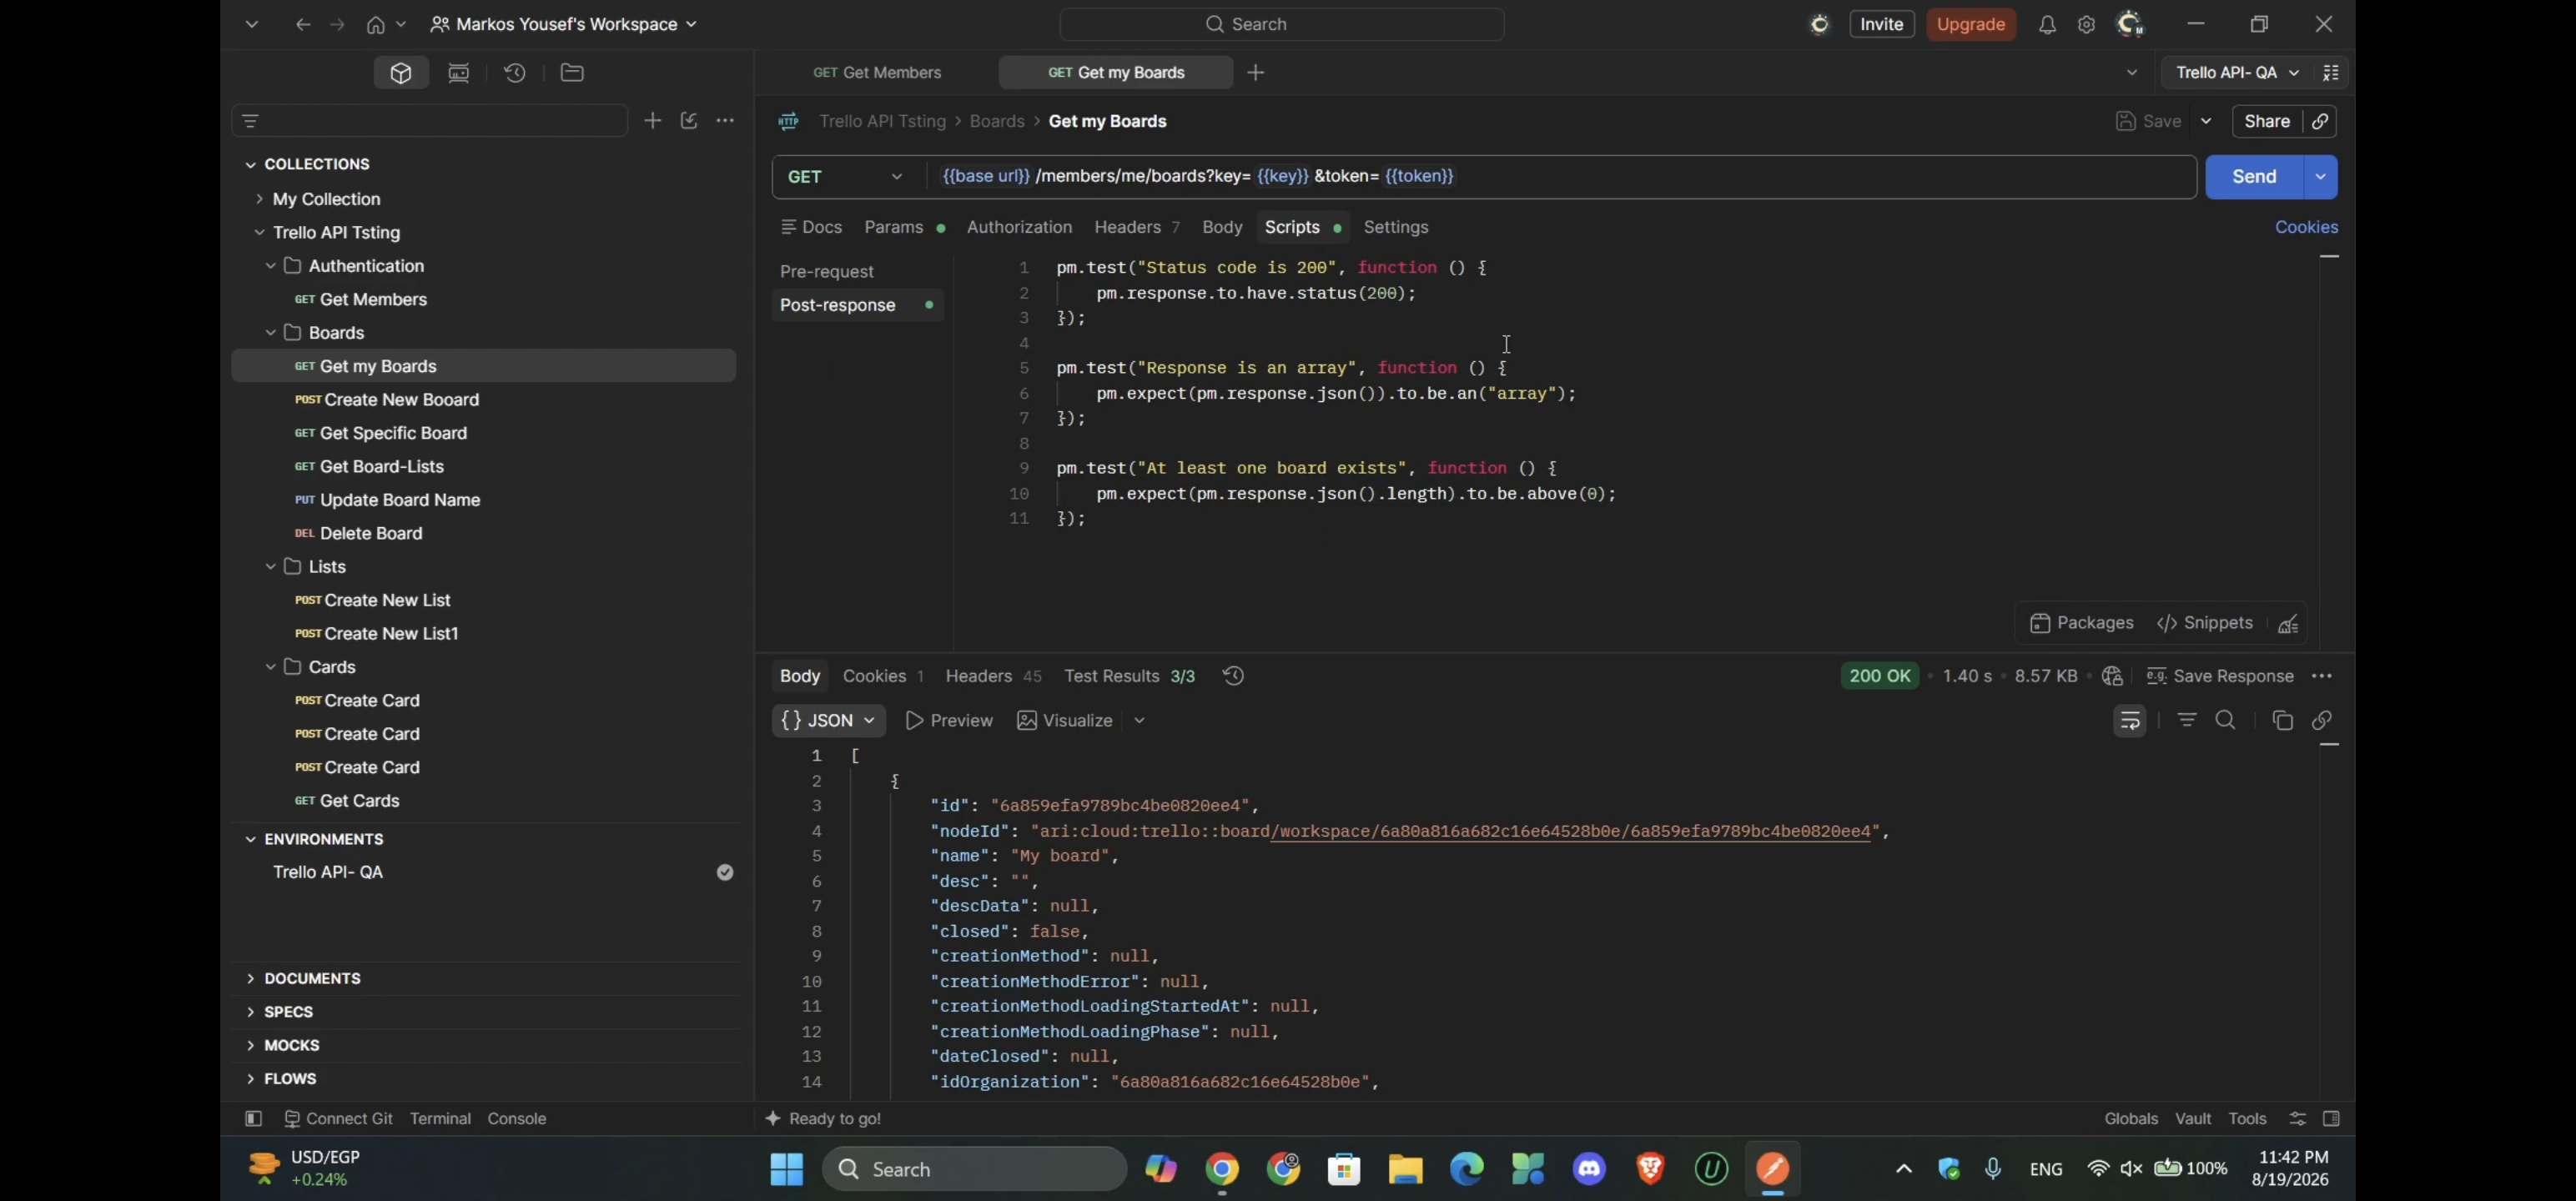 Markos Yousef's Workspace
Search
Invite
Upgrade
GET Get Members
GET Get my Boards
Trello API- QA
HTTP
Trello API Tsting > Boards > Get my Boards
Save
Share
GET
{{base url}} /members/me/boards?key= {{key}} &token= {{token}}
Send
Docs
Params
Authorization
Headers 7
Body
Scripts
Settings
Cookies
Pre-request
Post-response
1 pm.test("Status code is 200", function () {
2 pm.response.to.have.status(200);
3 });
4
5 pm.test("Response is an array", function () {
6 pm.expect(pm.response.json()).to.be.an("array");
7 });
8
9 pm.test("At least one board exists", function () {
10 pm.expect(pm.response.json().length).to.be.above(0);
11 });
Packages
</> Snippets
COLLECTIONS
My Collection
Trello API Tsting
Authentication
GET Get Members
Boards
GET Get my Boards
POST Create New Booard
GET Get Specific Board
GET Get Board-Lists
PUT Update Board Name
DEL Delete Board
Lists
POST Create New List
POST Create New List1
Cards
POST Create Card
POST Create Card
POST Create Card
GET Get Cards
ENVIRONMENTS
Trello API- QA
DOCUMENTS
SPECS
MOCKS
FLOWS
Body
Cookies 1
Headers 45
Test Results 3/3
200 OK • 1.40 s • 8.57 KB
e.g. Save Response
{} JSON
Preview
Visualize
1 [
2 {
3 "id": "6a859efa9789bc4be0820ee4",
4 "nodeId": "ari:cloud:trello::board/workspace/6a80a816a682c16e64528b0e/6a859efa9789bc4be0820ee4",
5 "name": "My board",
6 "desc": "",
7 "descData": null,
8 "closed": false,
9 "creationMethod": null,
10 "creationMethodError": null,
11 "creationMethodLoadingStartedAt": null,
12 "creationMethodLoadingPhase": null,
13 "dateClosed": null,
14 "idOrganization": "6a80a816a682c16e64528b0e",
Connect Git
Terminal
Console
Ready to go!
Globals
Vault
Tools
USD/EGP
+0.24%
Search
ENG
100%
11:42 PM
8/19/2026